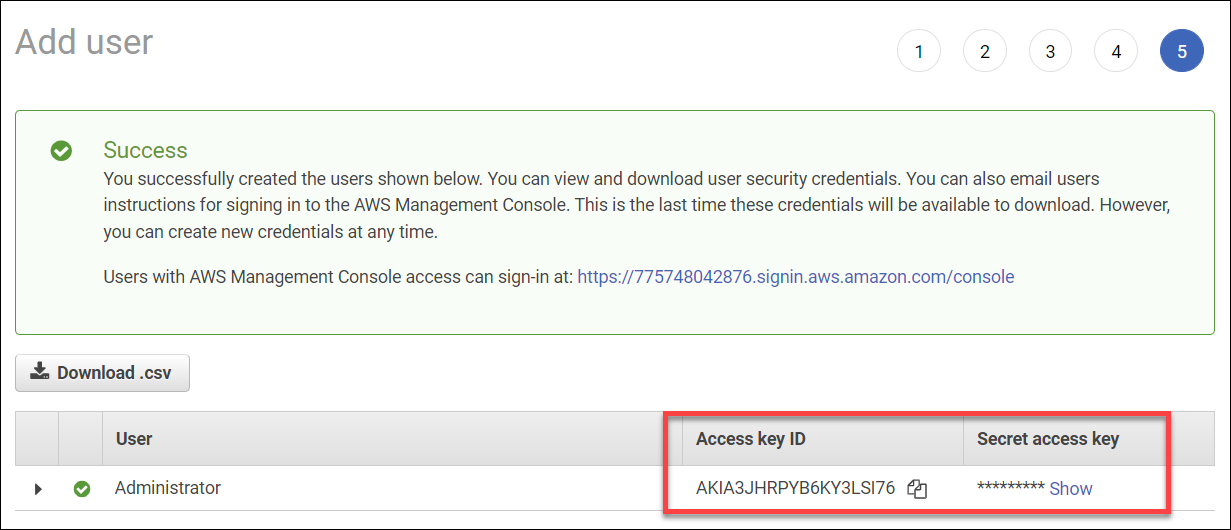 Add user
1 2 3 4 5
Success
You successfully created the users shown below. You can view and download user security credentials. You can also email users
instructions for signing in to the AWS Management Console. This is the last time these credentials will be available to download. However,
you can create new credentials at any time.
Users with AWS Management Console access can sign-in at: https://775748042876.signin.aws.amazon.com/console
Download .csv
User Access key ID Secret access key
Administrator AKIA3JHRPYB6KY3LSI76 ********* Show